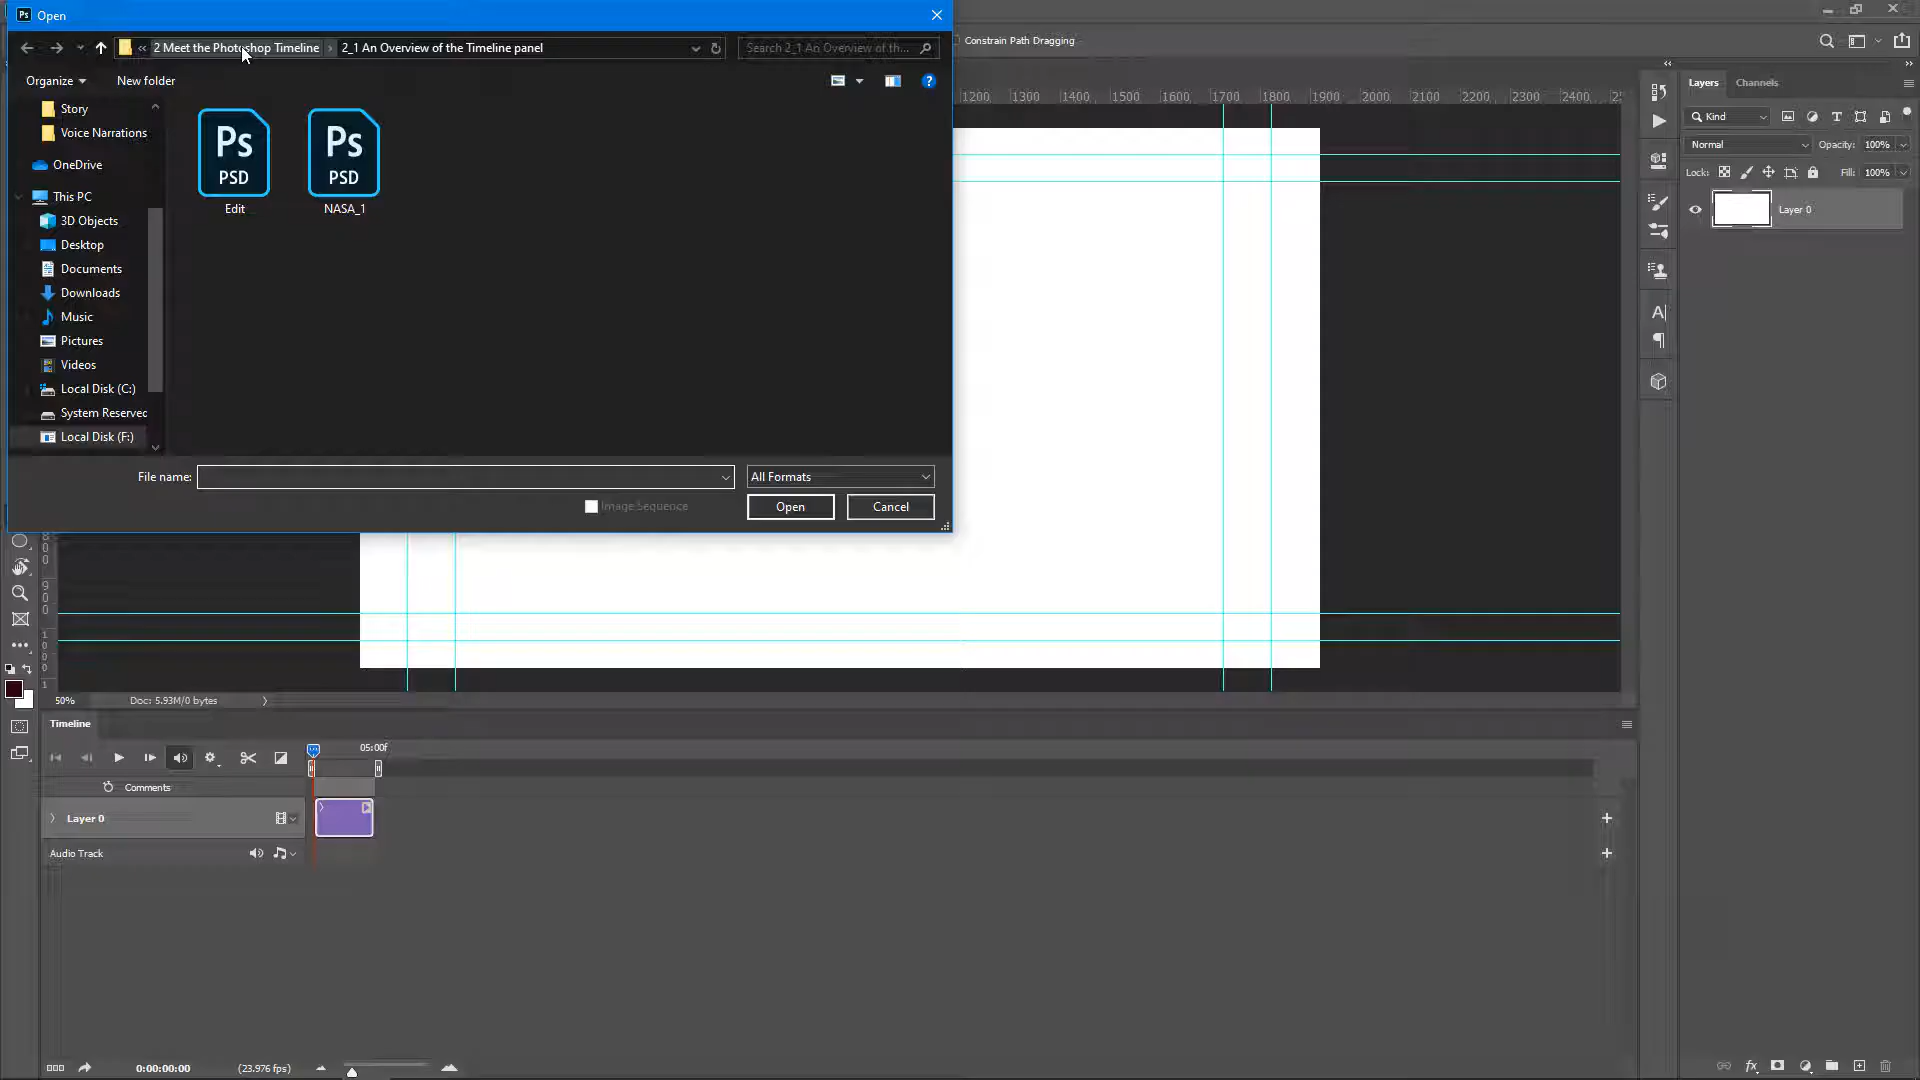 Ps Open
2 Meet the Photoshop Timeline 2_1 An Overview of the Timeline panel
Search 2_1 An Overview of th...
Constrain Path Dragging
Organize New folder
Story
Voice Narrations
OneDrive
This PC
3D Objects
Desktop
Documents
Downloads
Music
Pictures
Videos
Local Disk (C:)
System Reserved
Local Disk (F:)
Ps Ps
PSD PSD
Edit NASA_1
File name: All Formats
Image Sequence Open Cancel
1200 1300 1400 1500 1600 1700 1800 1900 2000 2100 2200 2300 2400
Layers Channels
Kind
Normal Opacity: 100%
Lock: Fill: 100%
Layer 0
50% Doc: 5.93M/0 bytes
Timeline
05:00f
Comments
Layer 0
Audio Track
0:00:00:00 (23.976 fps)